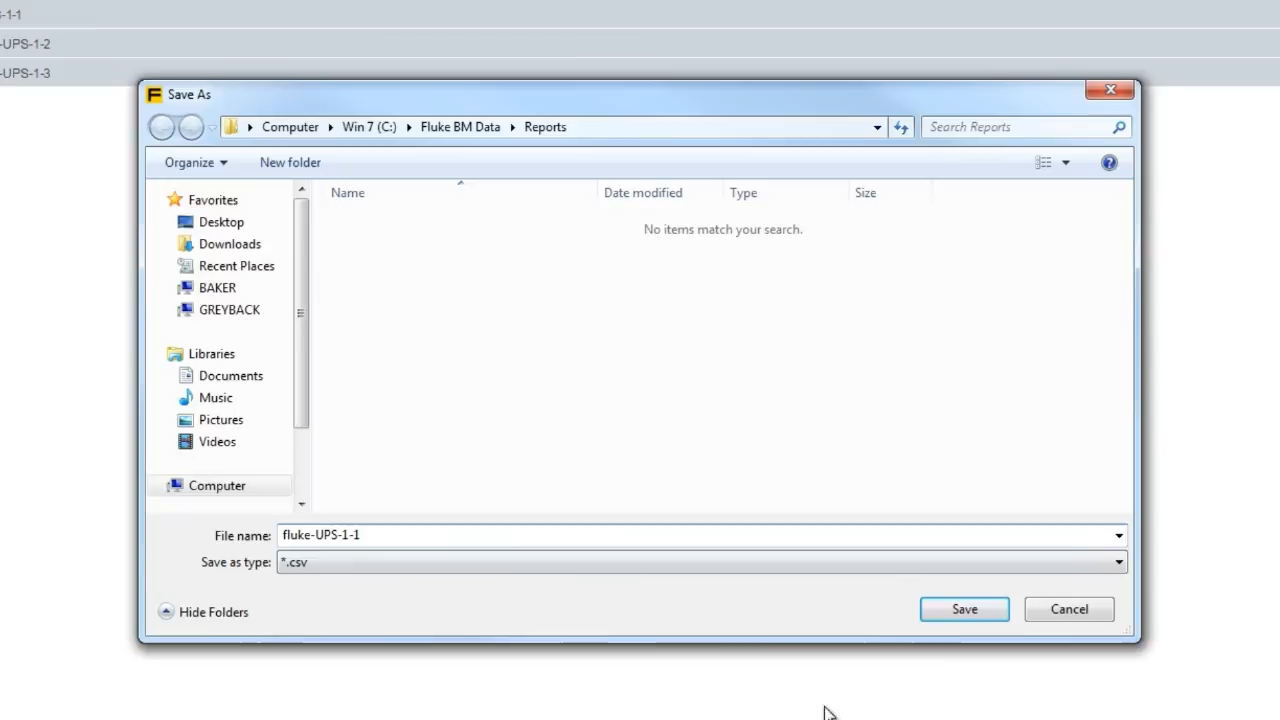 -1-1
-UPS-1-2
-UPS-1-3
F Save As
Computer Win 7 (C:) Fluke BM Data Reports
Search Reports
Organize New folder
Name Date modified Type Size
No items match your search.
Favorites
Desktop
Downloads
Recent Places
BAKER
GREYBACK
Libraries
Documents
Music
Pictures
Videos
Computer
File name: fluke-UPS-1-1
Save as type: *.csv
Hide Folders
Save Cancel